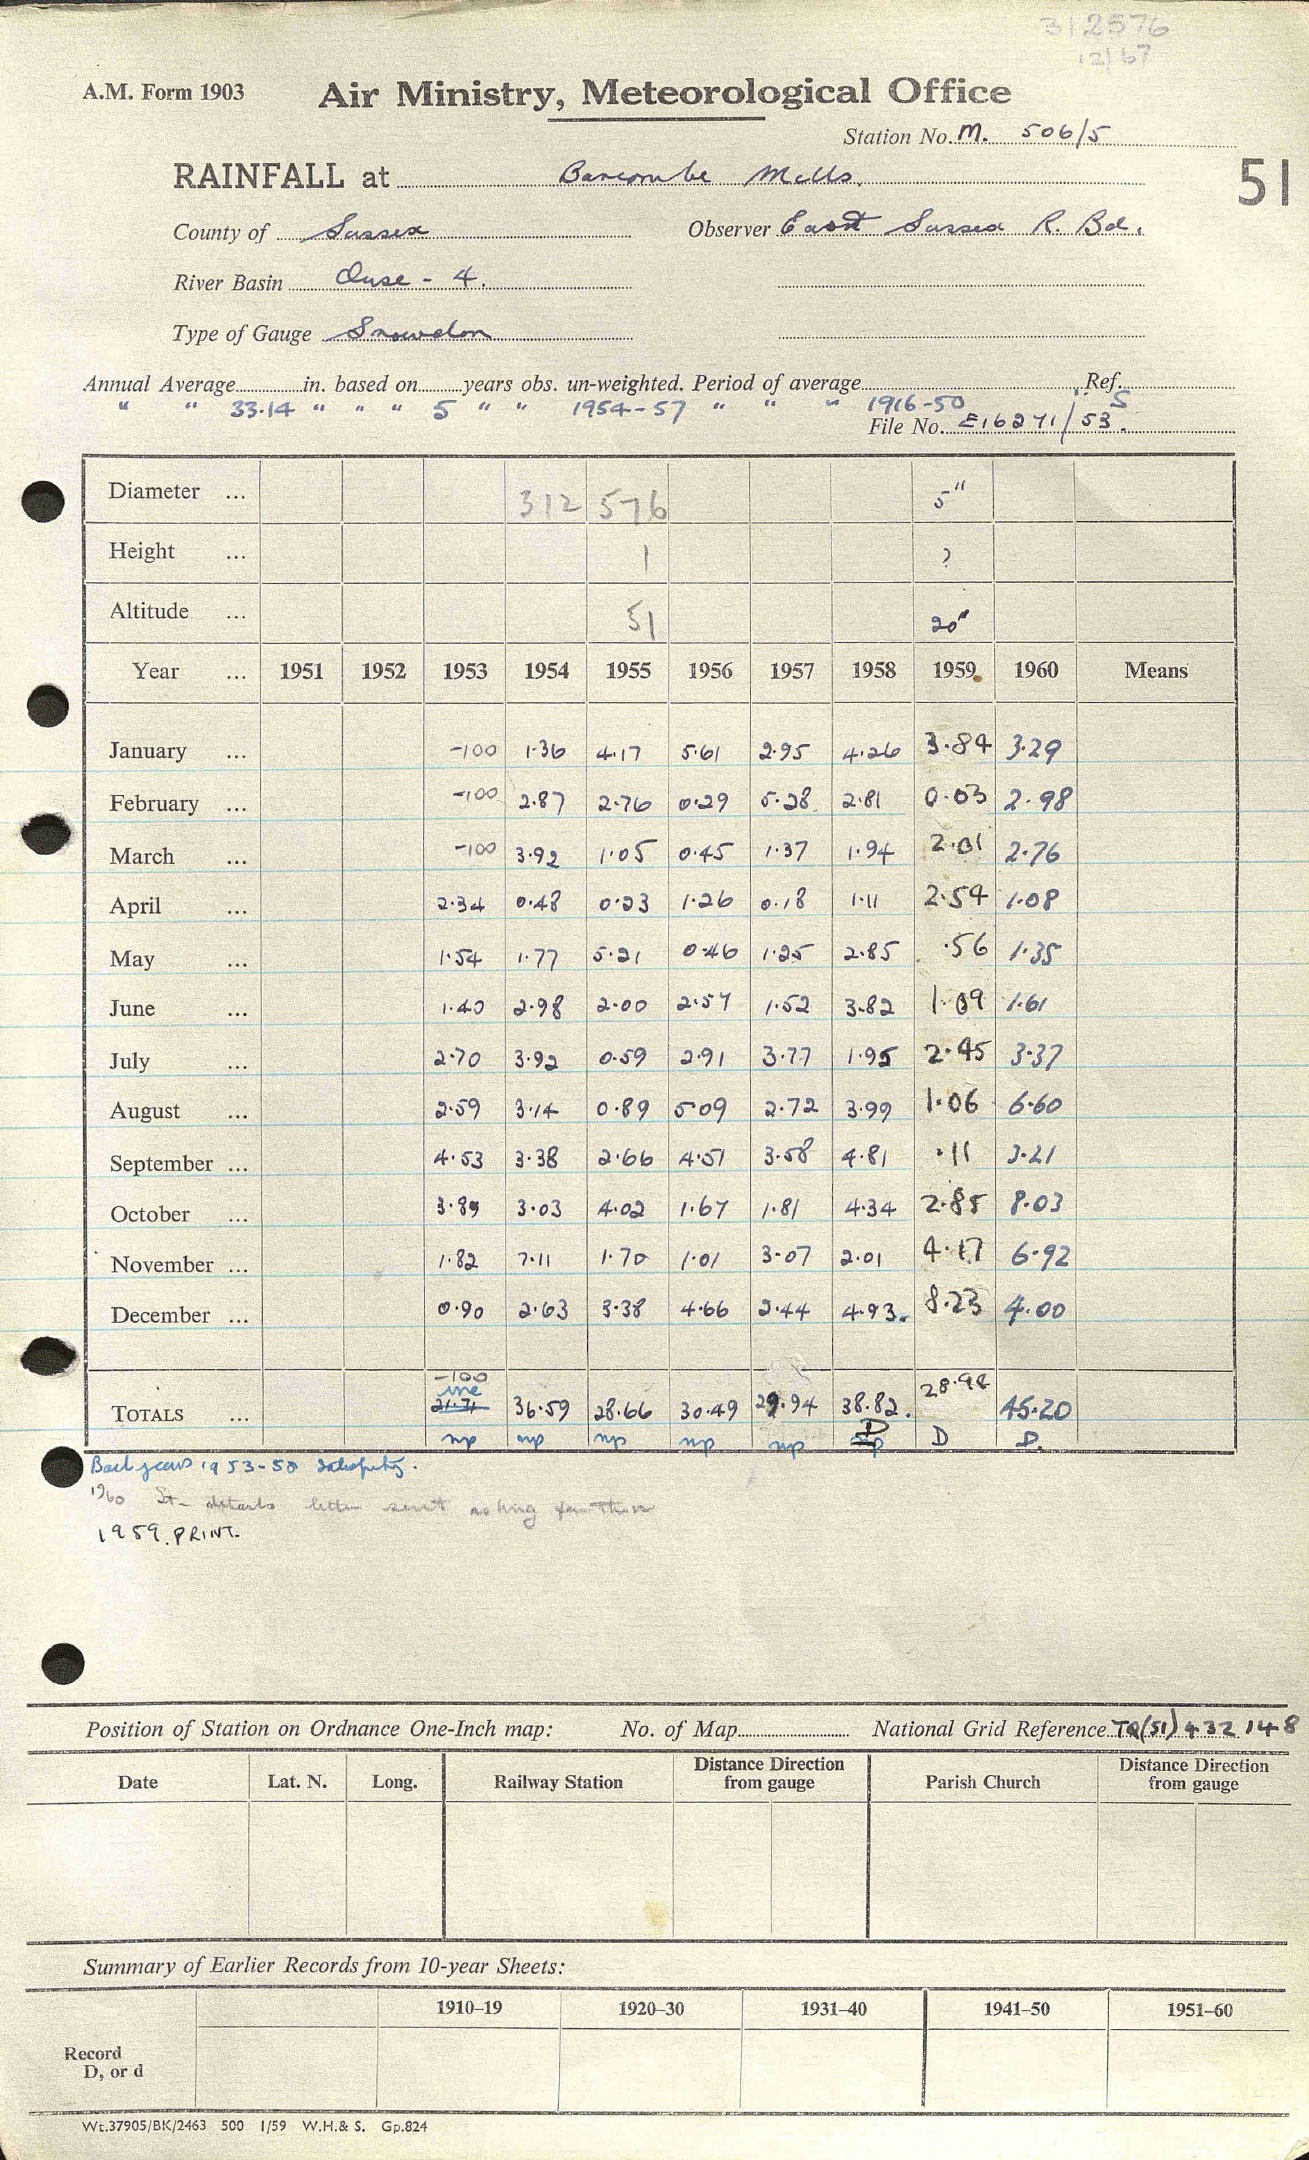 312576
12/67
A.M. Form 1903 Air Ministry, Meteorological Office
Station No. M. 506/5
RAINFALL at Barcombe Mills. 51
County of Sussex Observer East Sussex R. Bd.
River Basin Ouse - 4.
Type of Gauge Snowdon
Annual Average in. based on years obs. un-weighted. Period of average Ref.
" " 33.14 " " " 5 " " 1954-57 " " " 1916-50 " S
File No. E16271/53.
Diameter ... 312 576 5"
Height ... 1 ?
Altitude ... 51 20"
Year ... 1951 1952 1953 1954 1955 1956 1957 1958 1959 1960 Means
January ... -100 1.36 4.17 5.61 2.95 4.26 3.84 3.29
February ... -100 2.87 2.76 0.29 5.28 2.81 0.03 2.98
March ... -100 3.92 1.05 0.45 1.37 1.94 2.01 2.76
April ... 2.34 0.48 0.23 1.26 0.18 1.11 2.54 1.08
May ... 1.54 1.77 5.21 0.46 1.25 2.85 .56 1.35
June ... 1.40 2.98 2.00 2.57 1.52 3.82 1.09 1.61
July ... 2.70 3.92 0.59 2.91 3.77 1.95 2.45 3.37
August ... 2.59 3.14 0.89 5.09 2.72 3.99 1.06 6.60
September ... 4.53 3.38 2.66 4.51 3.58 4.81 .11 3.21
October ... 3.89 3.03 4.02 1.67 1.81 4.34 2.85 8.03
November ... 1.82 7.11 1.70 1.01 3.07 2.01 4.17 6.92
December ... 0.90 2.63 3.38 4.66 2.44 4.93. 8.23 4.00
-100
inc
TOTALS ... 21.71 36.59 28.66 30.49 29.94 38.82. 28.94 45.20
np np np np np D D D.
Back years 1953-58
1960 St. details letter sent asking for these
1959. PRINT.
Position of Station on Ordnance One-Inch map: No. of Map National Grid Reference TQ(51) 432 148
Date Lat. N. Long. Railway Station Distance Direction from gauge Parish Church Distance Direction from gauge
Summary of Earlier Records from 10-year Sheets:
1910-19 1920-30 1931-40 1941-50 1951-60
Record
D, or d
Wt.37905/BK/2463 500 1/59 W.H.& S. Gp.824